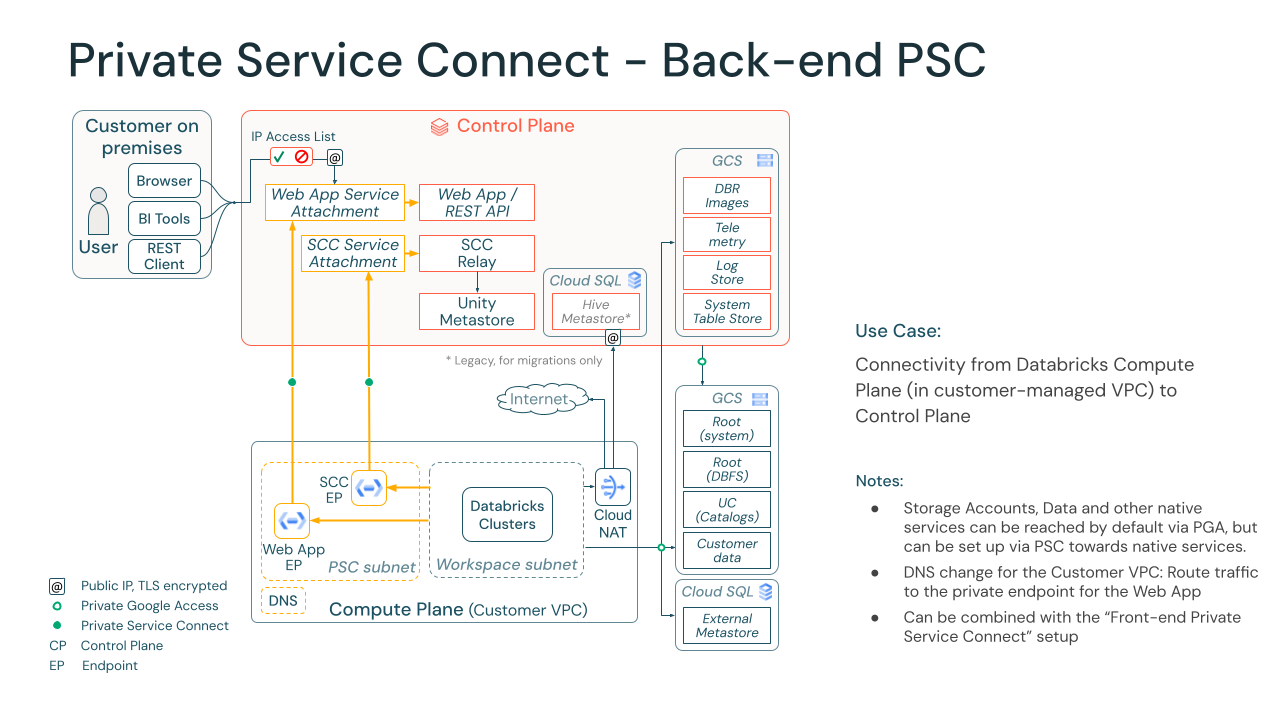 Private Service Connect - Back-end PSC
Customer on
premises
Browser
BI Tools
REST
Client
User
IP Access List
@
Control Plane
Web App Service
Attachment
Web App /
REST API
SCC Service
Attachment
SCC
Relay
Unity
Metastore
Cloud SQL
Hive
Metastore*
@
GCS
DBR
Images
Tele
metry
Log
Store
System
Table Store
* Legacy, for migrations only
Internet
GCS
Root
(system)
Root
(DBFS)
UC
(Catalogs)
Customer
data
Cloud SQL
External
Metastore
SCC
EP
Web App
EP
PSC subnet
Databricks
Clusters
Workspace subnet
Cloud
NAT
DNS
Compute Plane (Customer VPC)
@ Public IP, TLS encrypted
Private Google Access
Private Service Connect
CP Control Plane
EP Endpoint
Use Case:
Connectivity from Databricks Compute
Plane (in customer-managed VPC) to
Control Plane
Notes:
● Storage Accounts, Data and other native
services can be reached by default via PGA, but
can be set up via PSC towards native services.
● DNS change for the Customer VPC: Route traffic
to the private endpoint for the Web App
● Can be combined with the “Front-end Private
Service Connect” setup